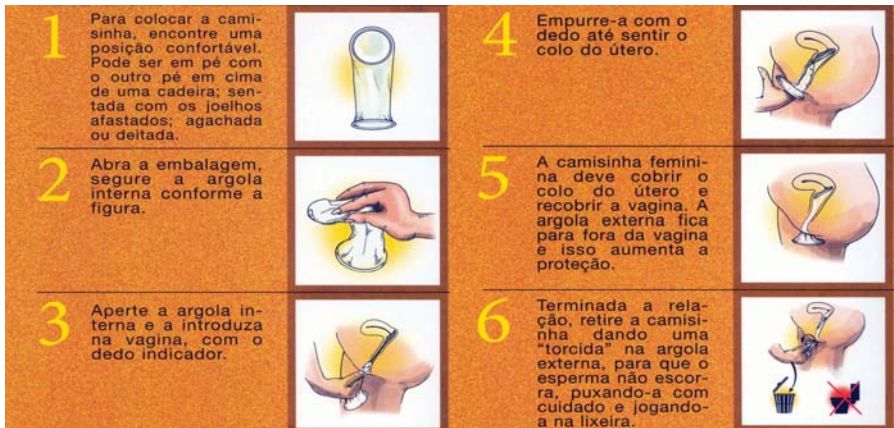 1
Para colocar a cami-
sinha, encontre uma
posição confortável.
Pode ser em pé com
o outro pé em cima
de uma cadeira; sen-
tada com os joelhos
afastados; agachada
ou deitada.
2
Abra a embalagem,
segure a argola
interna conforme a
figura.
3
Aperte a argola in-
terna e a introduza
na vagina, com o
dedo indicador.
4
Empurre-a com o
dedo até sentir o
colo do útero.
5
A camisinha femini-
na deve cobrir o
colo do útero e
recobrir a vagina. A
argola externa fica
para fora da vagina
e isso aumenta a
proteção.
6
Terminada a rela-
ção, retire a camisi-
nha dando uma
“torcida” na argola
externa, para que o
esperma não escor-
ra, puxando-a com
cuidado e jogando-
a na lixeira.